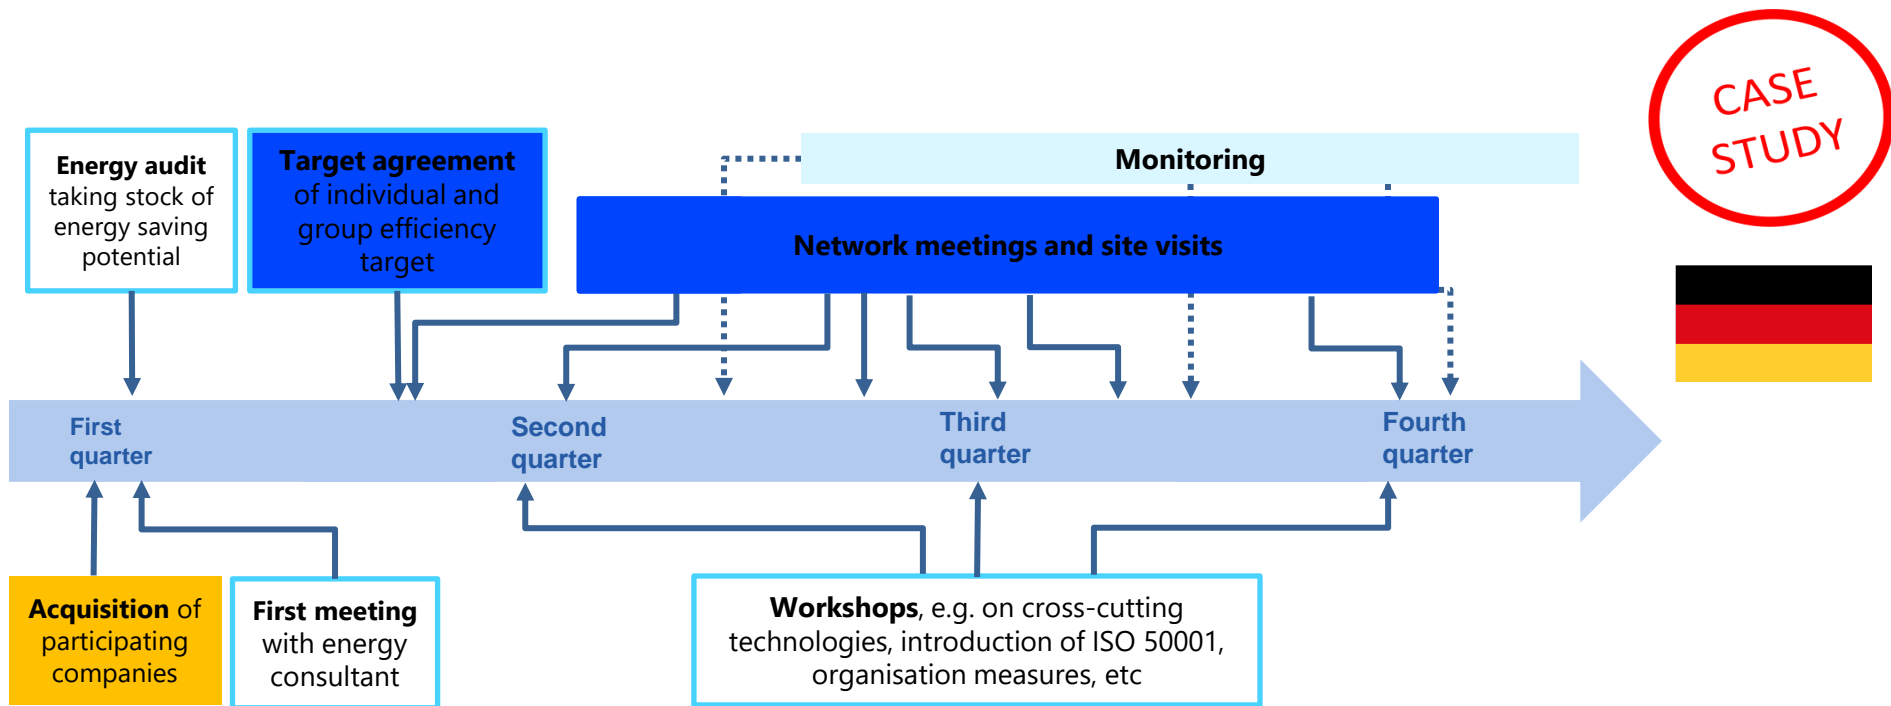 CASE
STUDY
Energy audit
taking stock of
energy saving
potential
Target agreement
of individual and
group efficiency
target
Monitoring
Network meetings and site visits
First
quarter
Second
quarter
Third
quarter
Fourth
quarter
Acquisition of
participating
companies
First meeting
with energy
consultant
Workshops, e.g. on cross-cutting
technologies, introduction of ISO 50001,
organisation measures, etc